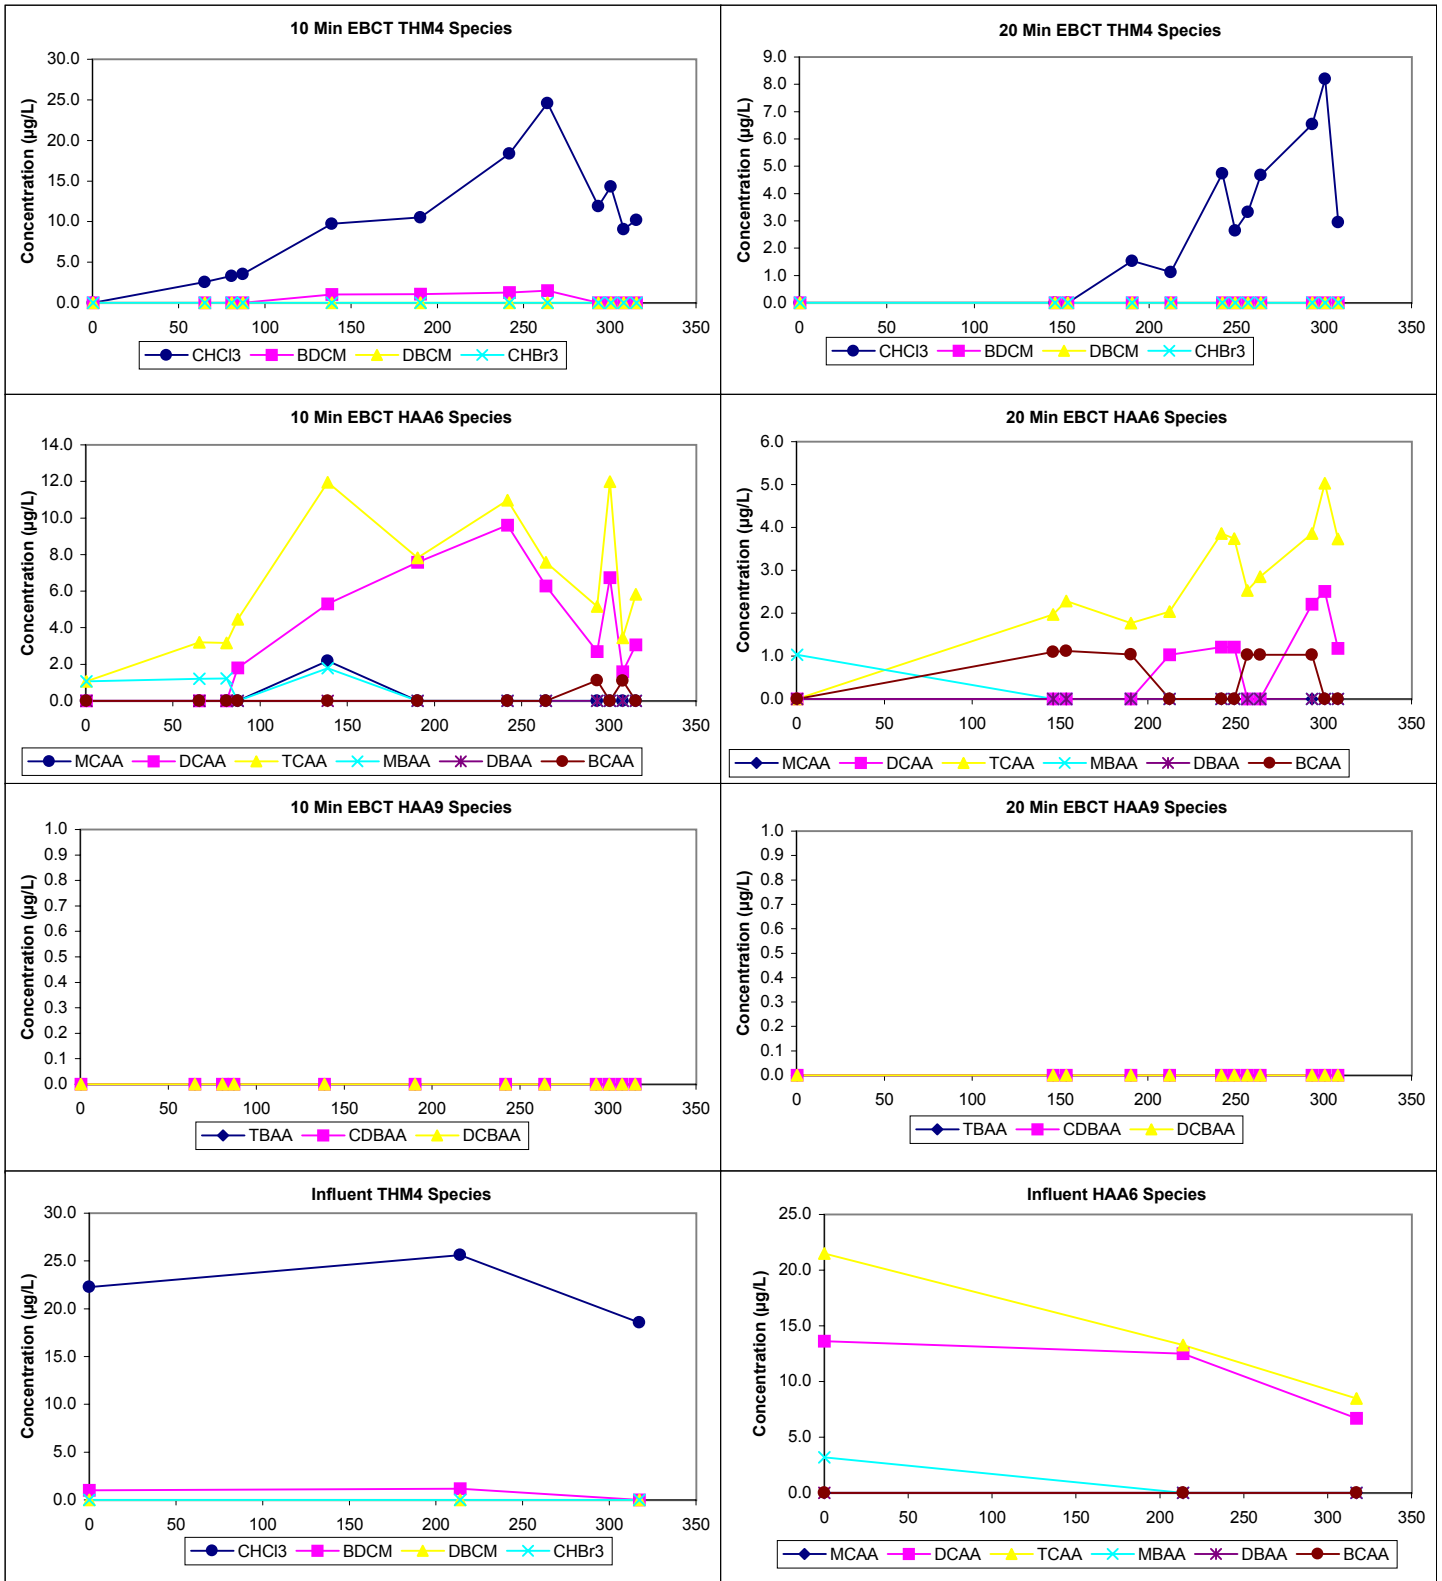 10 Min EBCT THM4 Species
Concentration (µg/L)
30.0
25.0
20.0
15.0
10.0
5.0
0.0
0 50 100 150 200 250 300 350
CHCl3 BDCM DBCM CHBr3
20 Min EBCT THM4 Species
Concentration (µg/L)
9.0
8.0
7.0
6.0
5.0
4.0
3.0
2.0
1.0
0.0
0 50 100 150 200 250 300 350
CHCl3 BDCM DBCM CHBr3
10 Min EBCT HAA6 Species
Concentration (µg/L)
14.0
12.0
10.0
8.0
6.0
4.0
2.0
0.0
0 50 100 150 200 250 300 350
MCAA DCAA TCAA MBAA DBAA BCAA
20 Min EBCT HAA6 Species
Concentration (µg/L)
6.0
5.0
4.0
3.0
2.0
1.0
0.0
0 50 100 150 200 250 300 350
MCAA DCAA TCAA MBAA DBAA BCAA
10 Min EBCT HAA9 Species
Concentration (µg/L)
1.0
0.9
0.8
0.7
0.6
0.5
0.4
0.3
0.2
0.1
0.0
0 50 100 150 200 250 300 350
TBAA CDBAA DCBAA
20 Min EBCT HAA9 Species
Concentration (µg/L)
1.0
0.9
0.8
0.7
0.6
0.5
0.4
0.3
0.2
0.1
0.0
0 50 100 150 200 250 300 350
TBAA CDBAA DCBAA
Influent THM4 Species
Concentration (µg/L)
30.0
25.0
20.0
15.0
10.0
5.0
0.0
0 50 100 150 200 250 300 350
CHCl3 BDCM DBCM CHBr3
Influent HAA6 Species
Concentration (µg/L)
25.0
20.0
15.0
10.0
5.0
0.0
0 50 100 150 200 250 300 350
MCAA DCAA TCAA MBAA DBAA BCAA